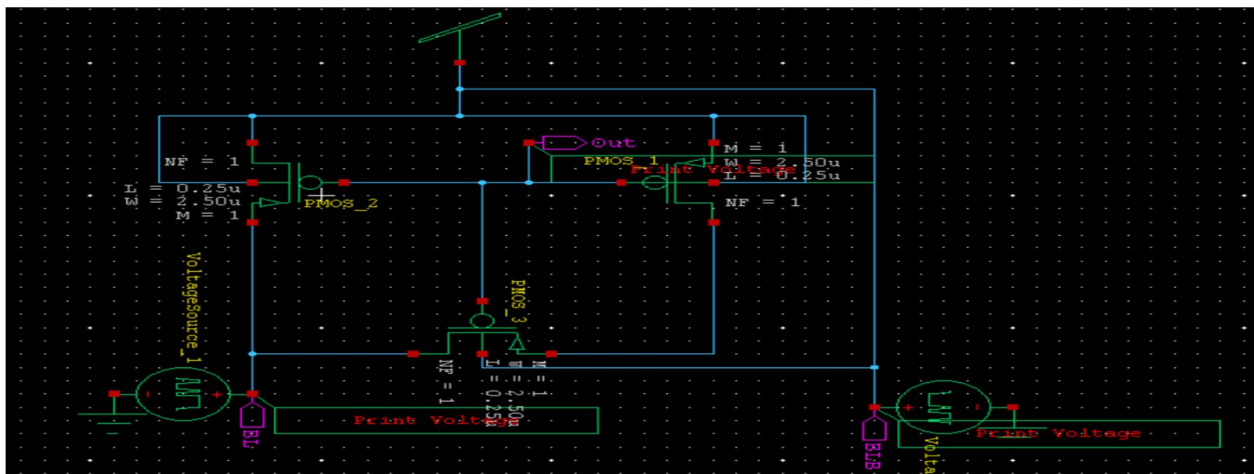 Out
NF = 1
PMOS_1
M = 1
W = 2.50u
Print Voltage
L = 0.25u
L = 0.25u
W = 2.50u
M = 1
PMOS_2
NF = 1
VoltageSource_1
PMOS_3
NF = 1
L = 0.25u
W = 2.50u
M = 1
Print Voltage
BL
Print Voltage
BLB